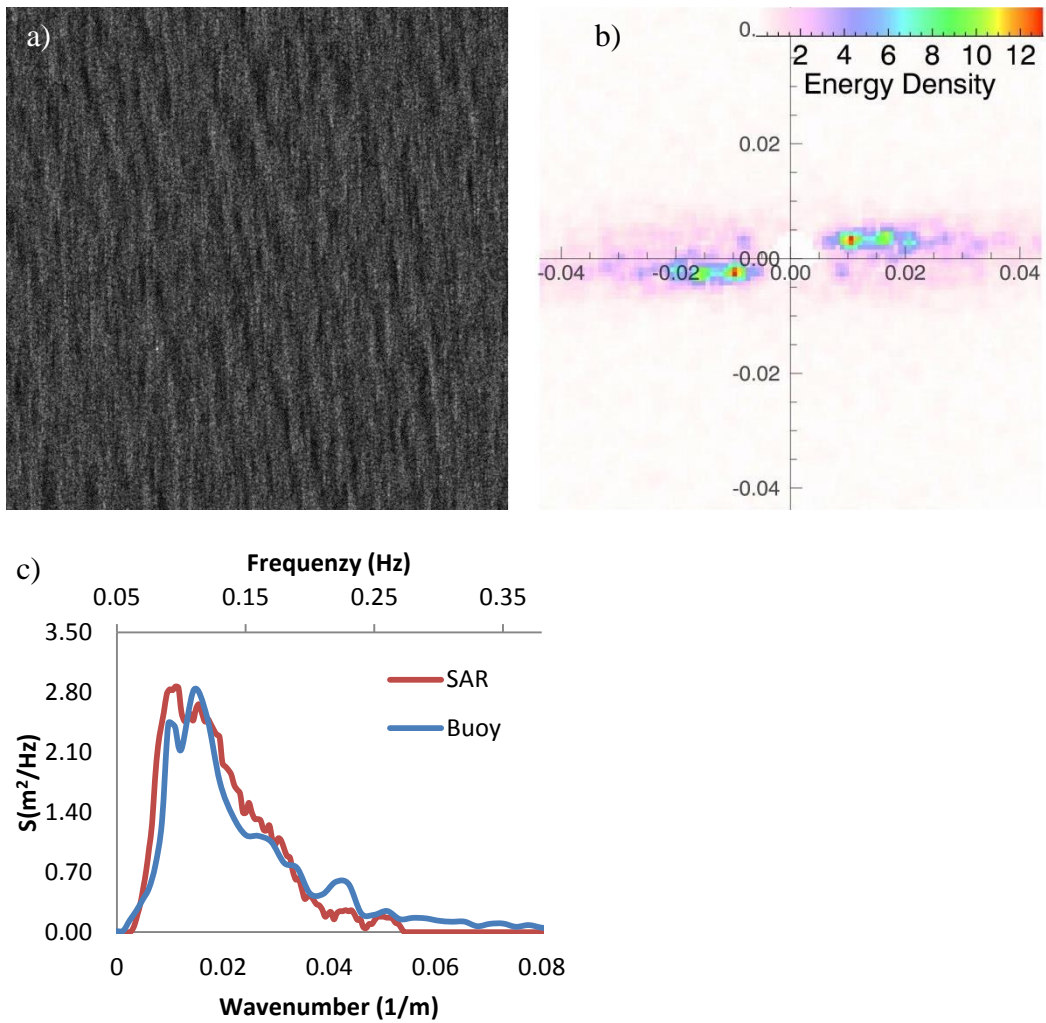 a)
b)
0.
2 4 6 8 10 12
Energy Density
0.02
-0.04 -0.02 0.00 0.00 0.02 0.04
-0.02
-0.04
c)
Frequenzy (Hz)
0.05 0.15 0.25 0.35
3.50
2.80
2.10
1.40
0.70
0.00
S(m²/Hz)
SAR
Buoy
0 0.02 0.04 0.06 0.08
Wavenumber (1/m)